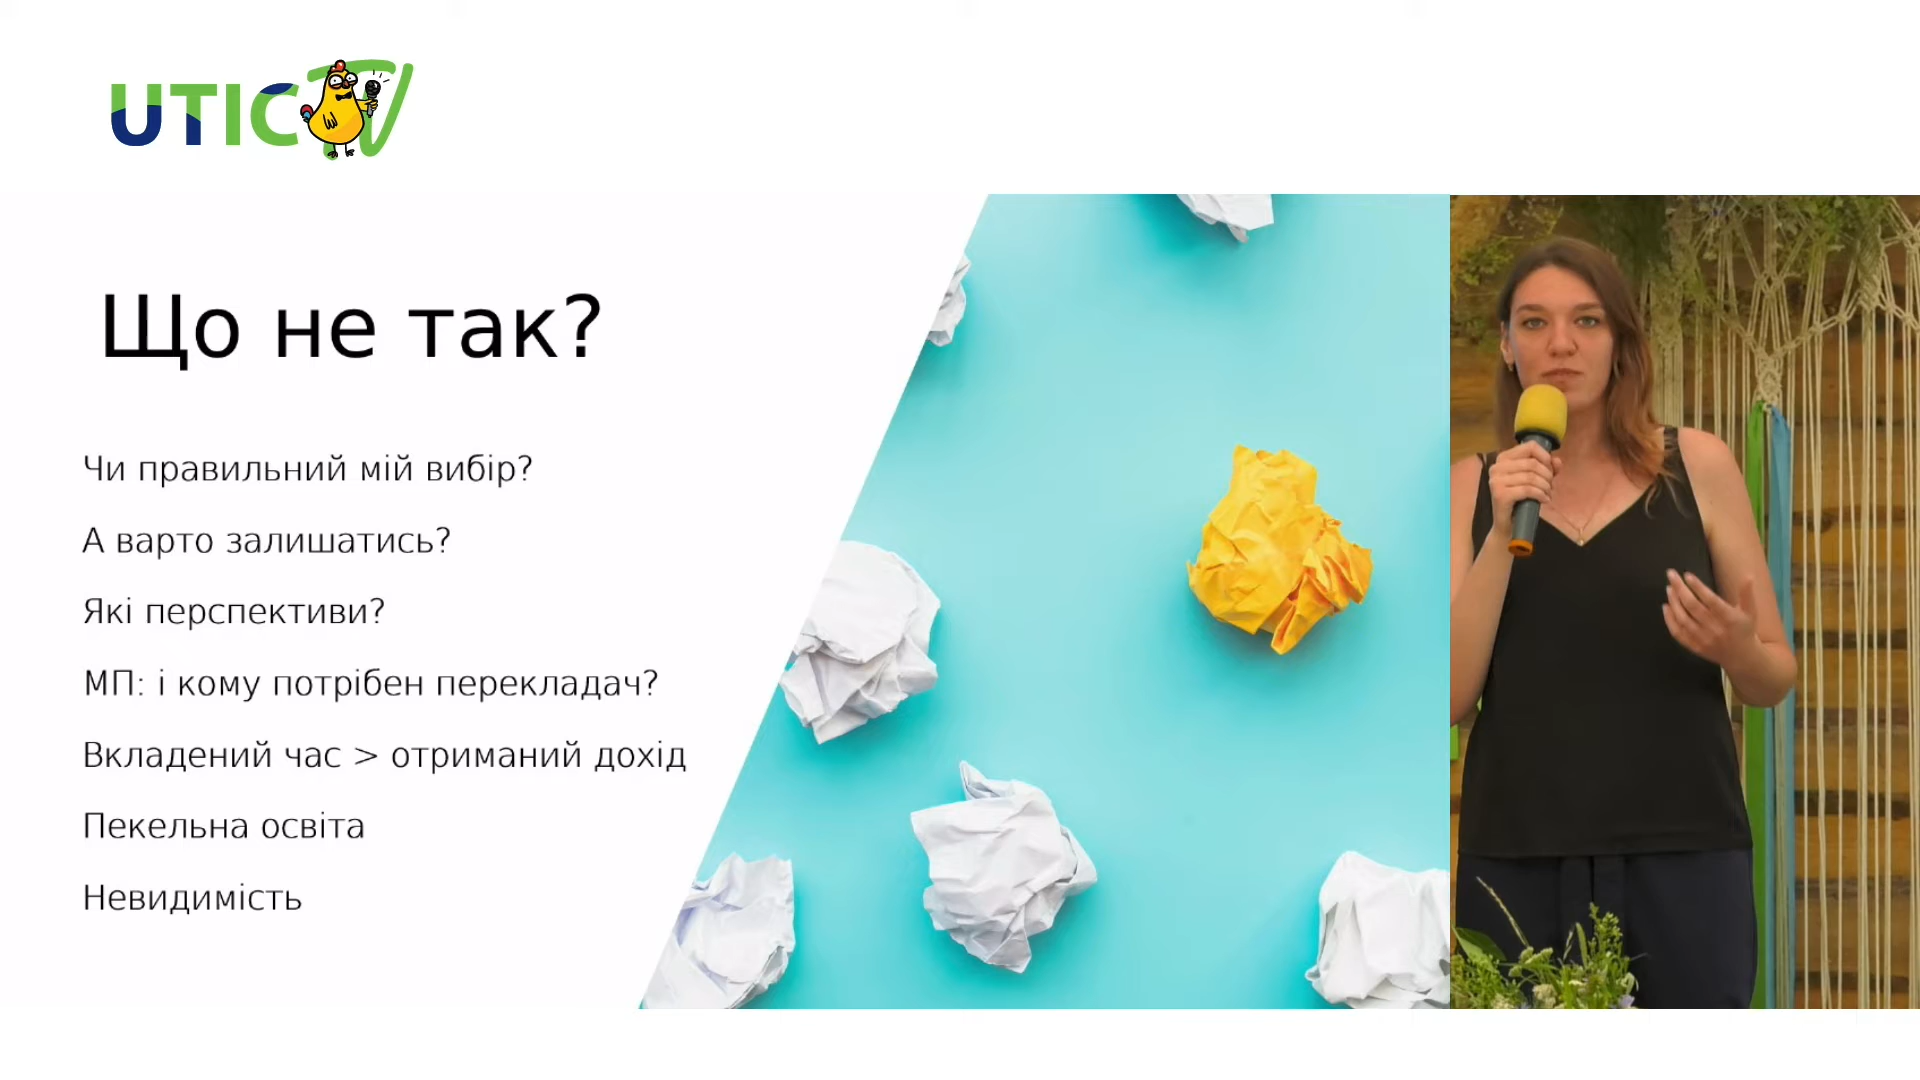 UTIC TV
Що не так?
Чи правильний мій вибір?
А варто залишатись?
Які перспективи?
МП: і кому потрібен перекладач?
Вкладений час > отриманий дохід
Пекельна освіта
Невидимість